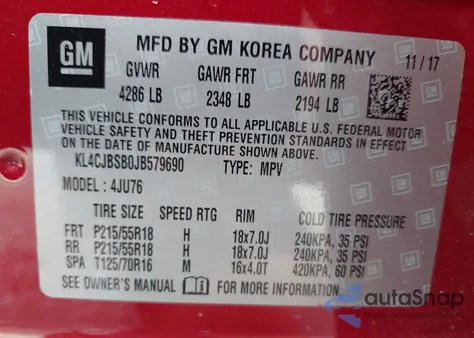 GM
MFD BY GM KOREA COMPANY 11/17
GVWR GAWR FRT GAWR RR
4286 LB 2348 LB 2194 LB
THIS VEHICLE CONFORMS TO ALL APPLICABLE U.S. FEDERAL MOTOR
VEHICLE SAFETY AND THEFT PREVENTION STANDARDS IN EFFECT ON THE
DATE OF MANUFACTURE SHOWN ABOVE.
KL4CJBSB0JB579690 TYPE: MPV
MODEL : 4JU76
TIRE SIZE SPEED RTG RIM COLD TIRE PRESSURE
FRT P215/55R18 H 18x7.0J 240KPA, 35 PSI
RR P215/55R18 H 18x7.0J 240KPA, 35 PSI
SPA T125/70R16 M 16x4.0T 420KPA, 60 PSI
SEE OWNER'S MANUAL i FOR MORE INFORMATION
autoSnap